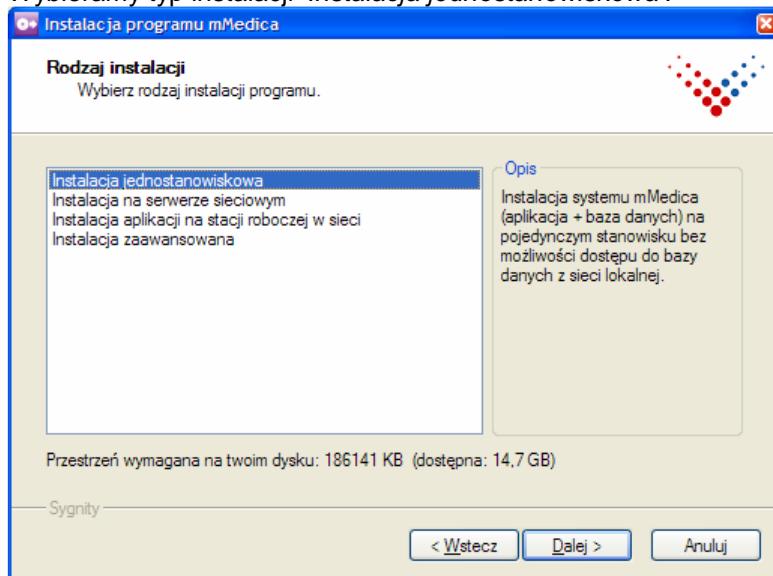 Wybieramy typ instalacji "Instalacja jednostanowiskowa".
Instalacja programu mMedica
Rodzaj instalacji
Wybierz rodzaj instalacji programu.
Instalacja jednostanowiskowa
Instalacja na serwerze sieciowym
Instalacja aplikacji na stacji roboczej w sieci
Instalacja zaawansowana
Opis
Instalacja systemu mMedica
(aplikacja + baza danych) na
pojedynczym stanowisku bez
możliwości dostępu do bazy
danych z sieci lokalnej.
Przestrzeń wymagana na twoim dysku: 186141 KB (dostępna: 14,7 GB)
Sygnity
< Wstecz
Dalej >
Anuluj